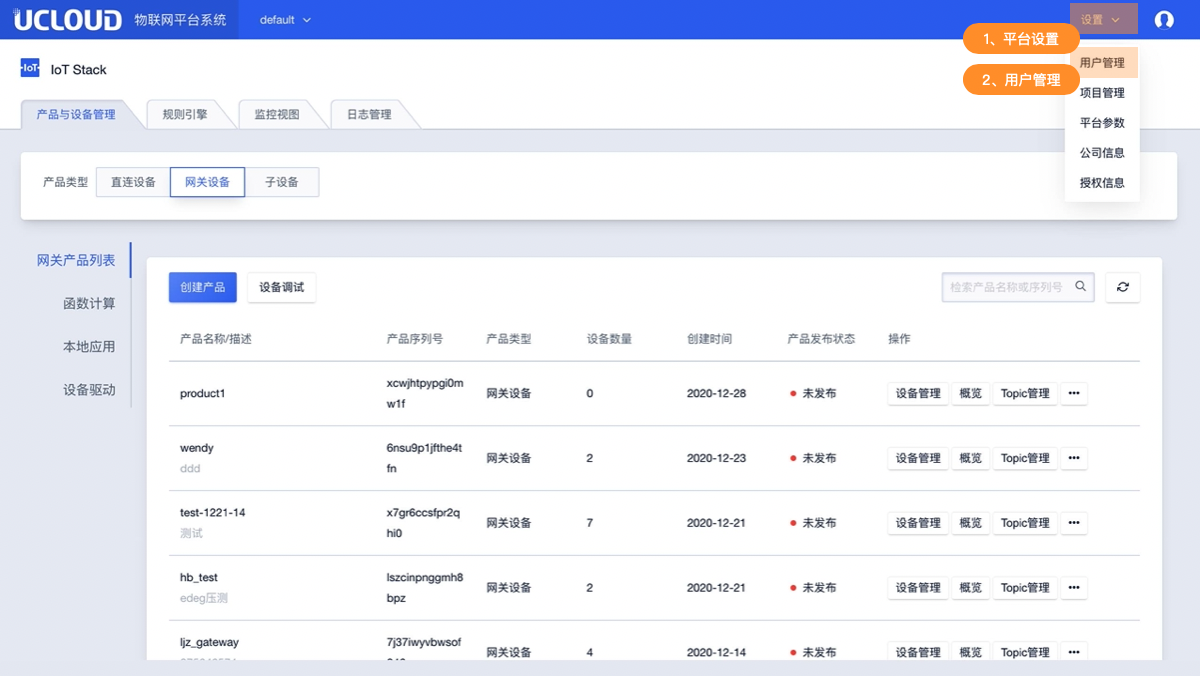 UCLOUD 物联网平台系统 default 设置
1、平台设置
2、用户管理
用户管理
项目管理
平台参数
公司信息
授权信息
IoT IoT Stack
产品与设备管理 规则引擎 监控视图 日志管理
产品类型 直连设备 网关设备 子设备
网关产品列表
函数计算
本地应用
设备驱动
创建产品 设备调试 检索产品名称或序列号
产品名称/描述 产品序列号 产品类型 设备数量 创建时间 产品发布状态 操作
product1 xcwjhtpypgi0m 网关设备 0 2020-12-28 未发布 设备管理 概览 Topic管理 •••
w1f
wendy 6nsu9p1jfthe4t 网关设备 2 2020-12-23 未发布 设备管理 概览 Topic管理 •••
ddd fn
test-1221-14 x7gr6ccsfpr2q 网关设备 7 2020-12-21 未发布 设备管理 概览 Topic管理 •••
测试 hi0
hb_test lszcinpnggmh8 网关设备 2 2020-12-21 未发布 设备管理 概览 Topic管理 •••
edeg压测 bpz
ljz_gateway 7j37iwyvbwsof 网关设备 4 2020-12-14 未发布 设备管理 概览 Topic管理 •••